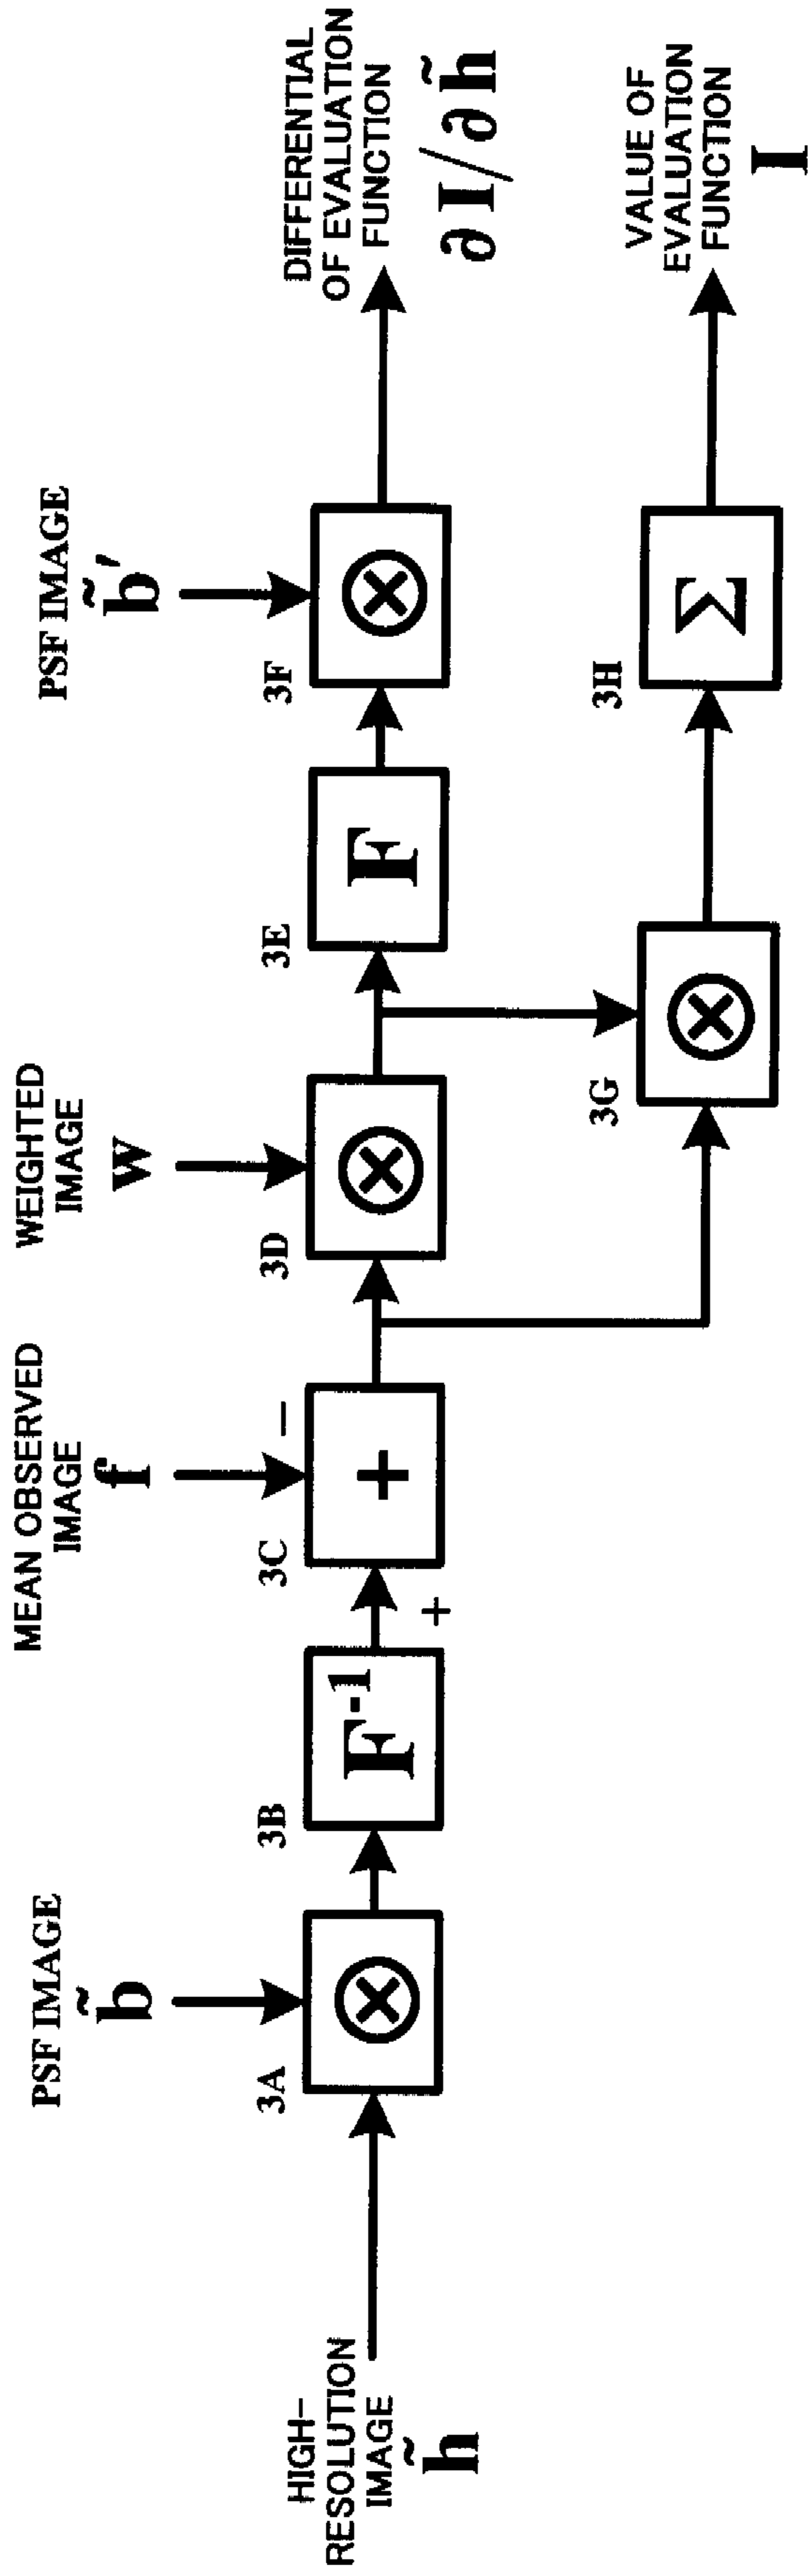 HIGH-
RESOLUTION
IMAGE
h̃
PSF IMAGE
b̃
3A
⊗
3B
F⁻¹
+
MEAN OBSERVED
IMAGE
f
−
3C
+
WEIGHTED
IMAGE
w
3D
⊗
3E
F
PSF IMAGE
b̃′
3F
⊗
DIFFERENTIAL
OF EVALUATION
FUNCTION
∂I/∂h̃
3G
⊗
3H
Σ
VALUE OF
EVALUATION
FUNCTION
I